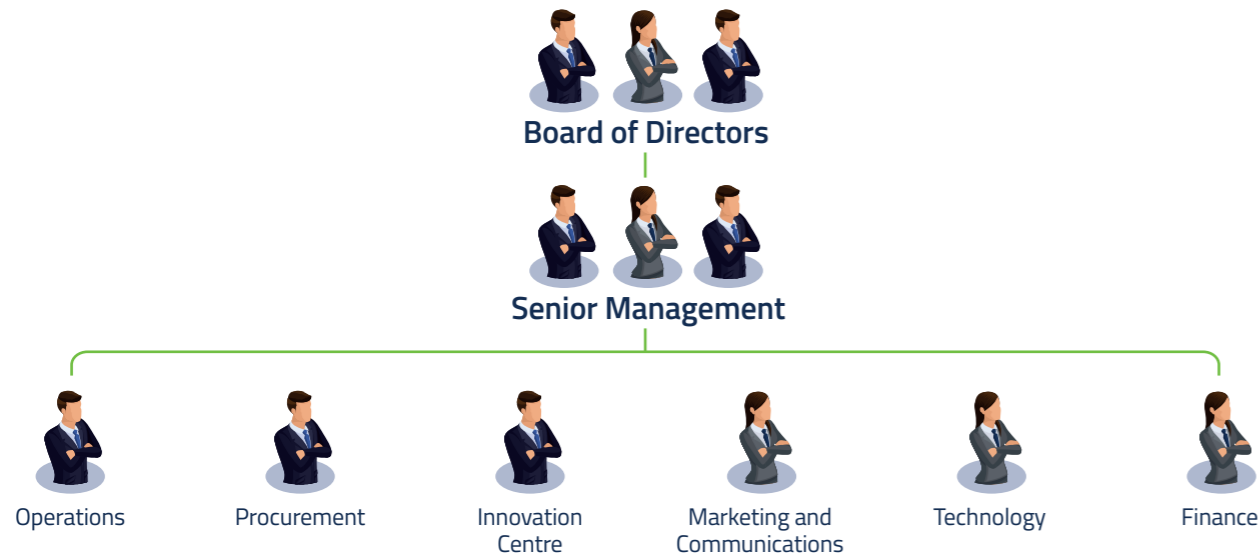 Board of Directors
Senior Management
Operations
Procurement
Innovation
Centre
Marketing and
Communications
Technology
Finance